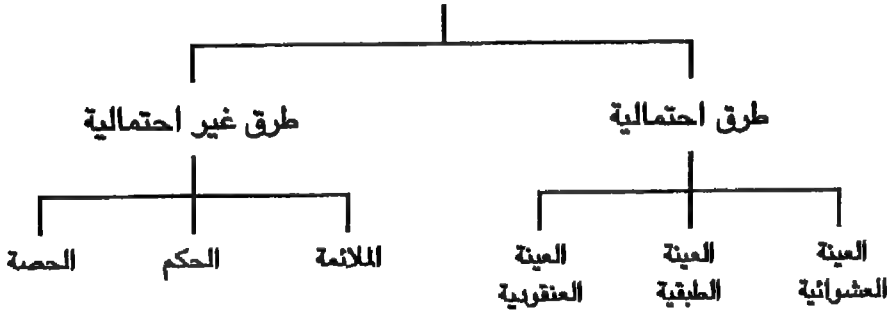 طرق احتمالية
طرق غير احتمالية
العينة العشوائية
العينة الطبقية
العينة العنقودية
الملائمة
الحكم
الحصة